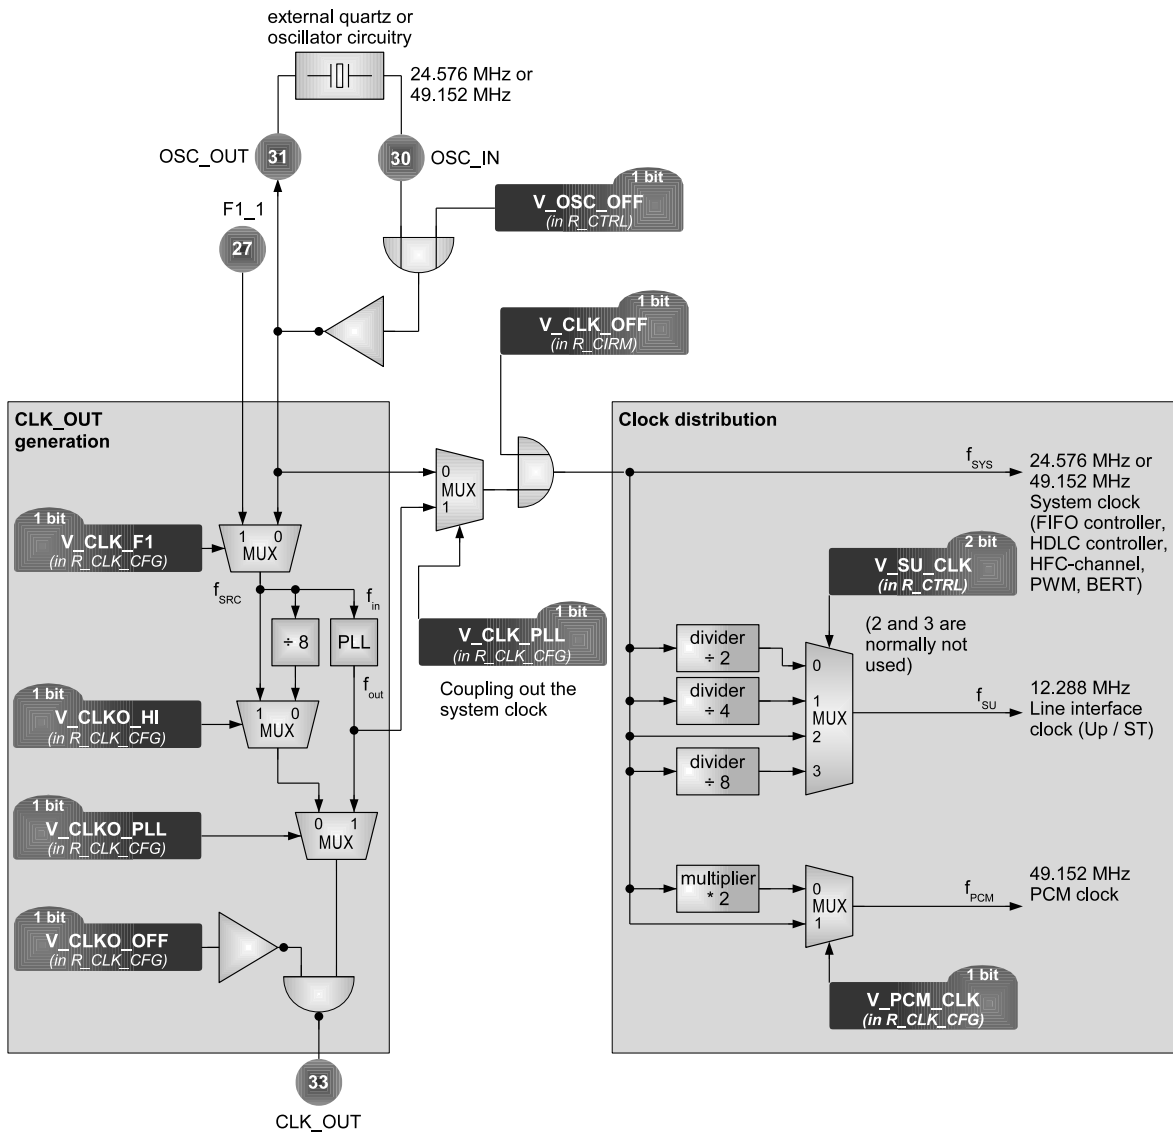 external quartz or
oscillator circuitry
24.576 MHz or
49.152 MHz
OSC_OUT
31
30
OSC_IN
1 bit
V_OSC_OFF
(in R_CTRL)
F1_1
27
1 bit
V_CLK_OFF
(in R_CIRM)
CLK_OUT
generation
Clock distribution
0
MUX
1
f_SYS
24.576 MHz or
49.152 MHz
System clock
(FIFO controller,
HDLC controller,
HFC-channel,
PWM, BERT)
1 bit
V_CLK_F1
(in R_CLK_CFG)
1 0
MUX
2 bit
V_SU_CLK
(in R_CTRL)
f_SRC
f_in
÷ 8
PLL
f_out
1 bit
V_CLK_PLL
(in R_CLK_CFG)
Coupling out the
system clock
(2 and 3 are
normally not
used)
divider
÷ 2
divider
÷ 4
divider
÷ 8
0
1
MUX
2
3
f_SU
12.288 MHz
Line interface
clock (Up / ST)
1 bit
V_CLKO_HI
(in R_CLK_CFG)
1 0
MUX
1 bit
V_CLKO_PLL
(in R_CLK_CFG)
0 1
MUX
multiplier
* 2
0
MUX
1
f_PCM
49.152 MHz
PCM clock
1 bit
V_CLKO_OFF
(in R_CLK_CFG)
1 bit
V_PCM_CLK
(in R_CLK_CFG)
33
CLK_OUT